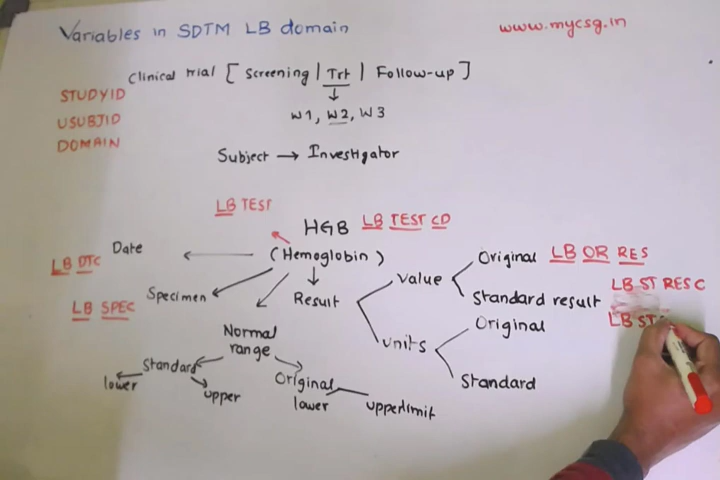 Variables in SDTM LB domain
www.mycsg.in
Clinical trial [ Screening | Trt | Follow-up ]
STUDYID
USUBJID
DOMAIN
W1, W2, W3
Subject → Investigator
LB TEST
HGB LB TEST CD
(Hemoglobin)
Date
LB DTC
Specimen
LB SPEC
Result
Value
Original LB OR RES
Standard result LB ST RES C
LB ST
units
Original
Standard
Normal
range
Standard
lower
upper
Original
lower
upperlimit